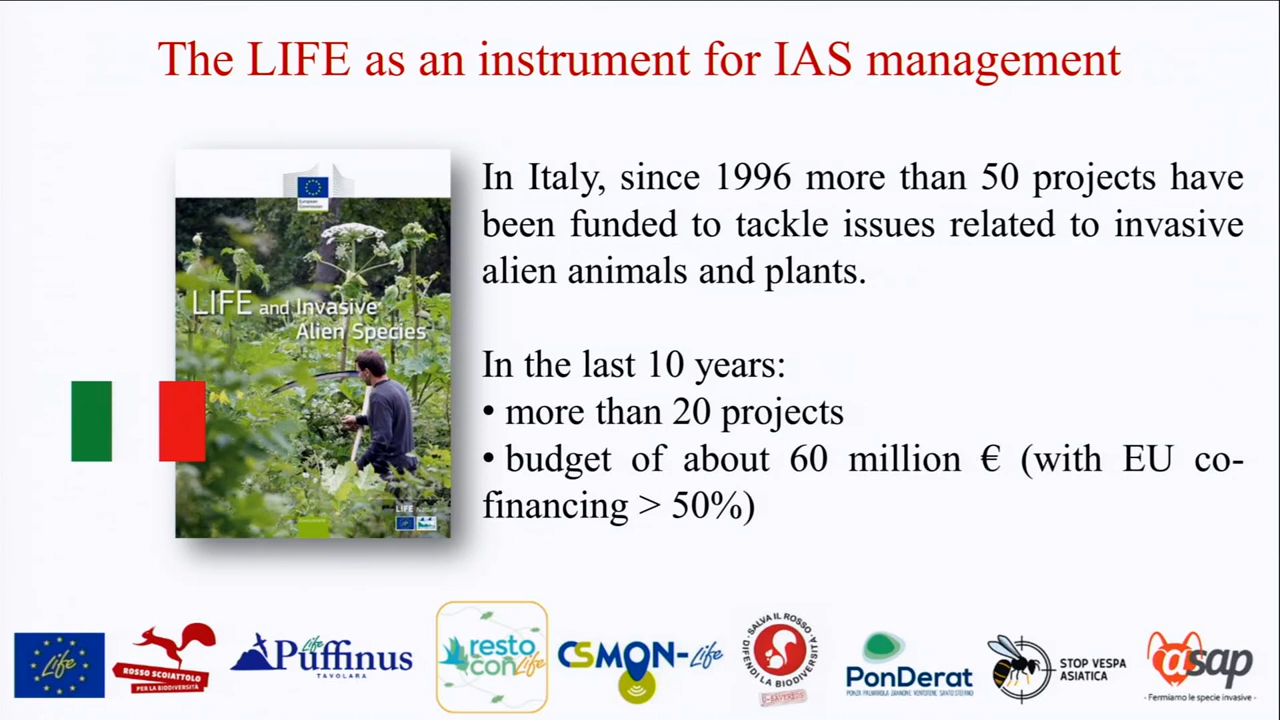 The LIFE as an instrument for IAS management
European
Commission
LIFE and Invasive
Alien Species
LIFE Nature
Environment
In Italy, since 1996 more than 50 projects have
been funded to tackle issues related to invasive
alien animals and plants.
In the last 10 years:
• more than 20 projects
• budget of about 60 million € (with EU co-
financing > 50%)
Life
ROSSO SCOIATTOLO
PER LA BIODIVERSITÀ
Life
Puffinus
TAVOLARA
resto
con Life
CSMON-Life
SALVA IL ROSSO, DIFENDI LA BIODIVERSITÀ
U-SAVEREDS
PonDerat
STOP VESPA
ASIATICA
asap
- Fermiamo le specie invasive -